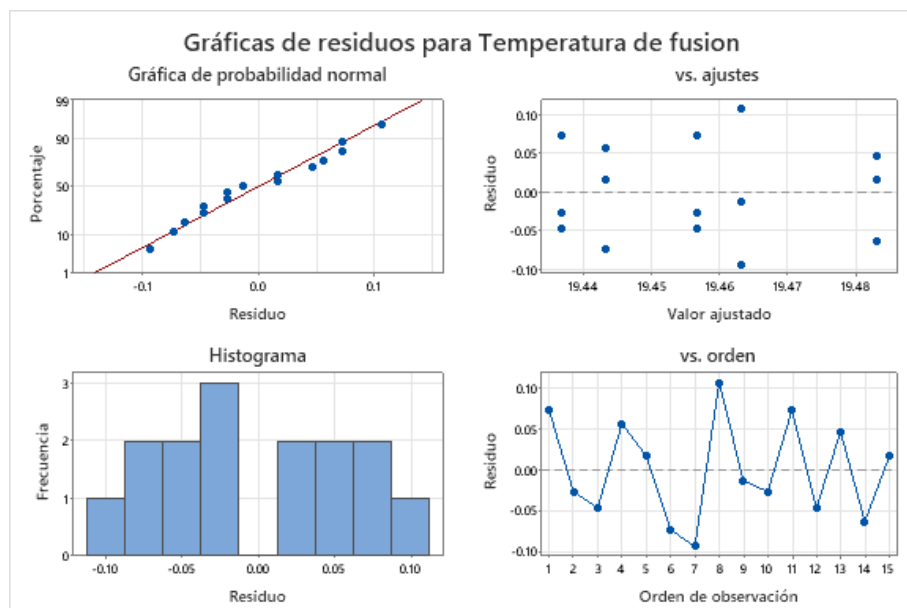 Gráficas de residuos para Temperatura de fusion
Gráfica de probabilidad normal
99
90
50
10
1
Porcentaje
-0.1
0.0
0.1
Residuo
vs. ajustes
0.10
0.05
0.00
-0.05
-0.10
Residuo
19.44
19.45
19.46
19.47
19.48
Valor ajustado
Histograma
3
2
1
0
Frecuencia
-0.10
-0.05
0.00
0.05
0.10
Residuo
vs. orden
0.10
0.05
0.00
-0.05
-0.10
Residuo
1 2 3 4 5 6 7 8 9 10 11 12 13 14 15
Orden de observación